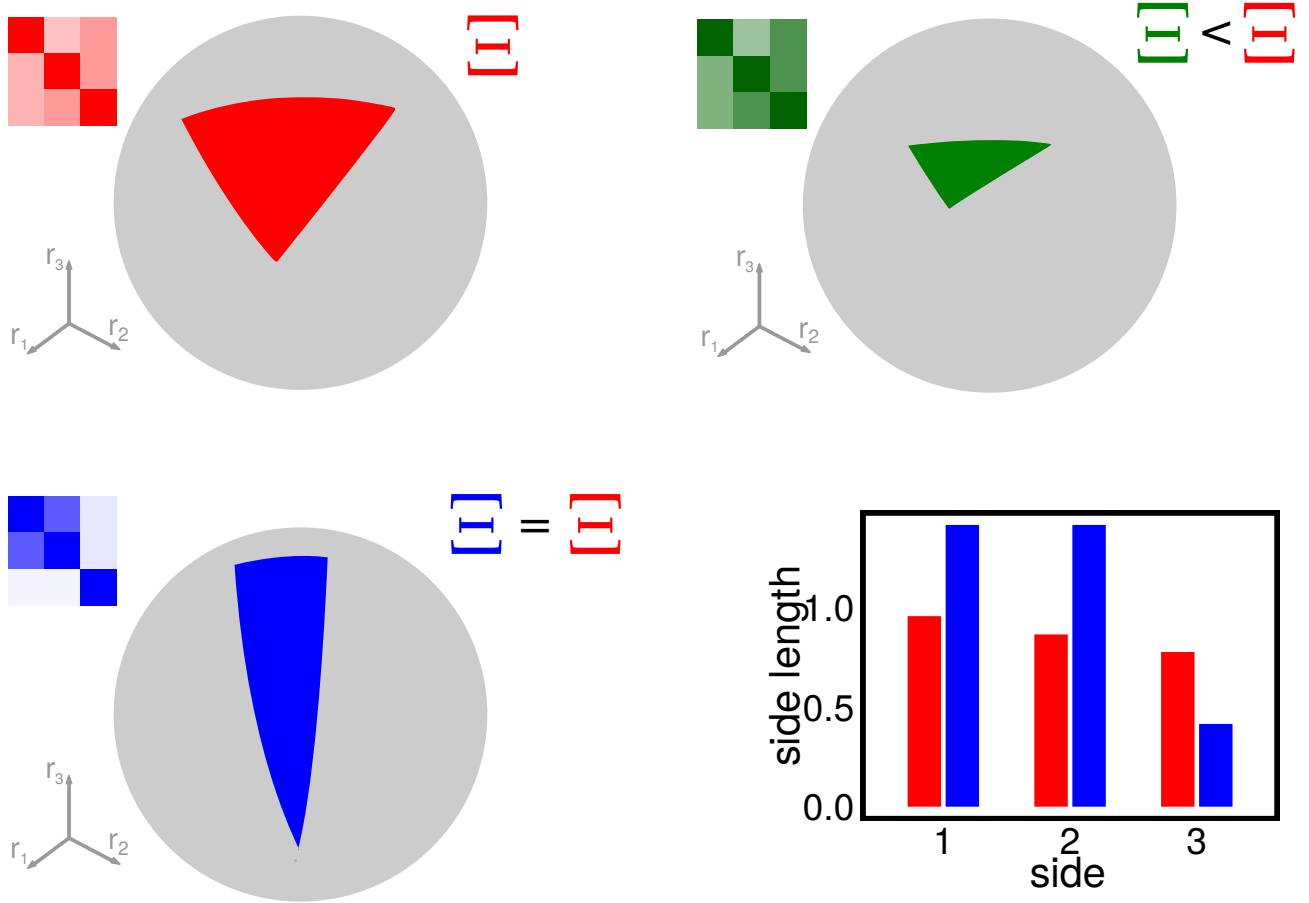 Ξ
Ξ < Ξ
r₃
r₁
r₂
r₃
r₁
r₂
Ξ = Ξ
r₃
r₁
r₂
side length
1.0
0.5
0.0
1 2 3
side